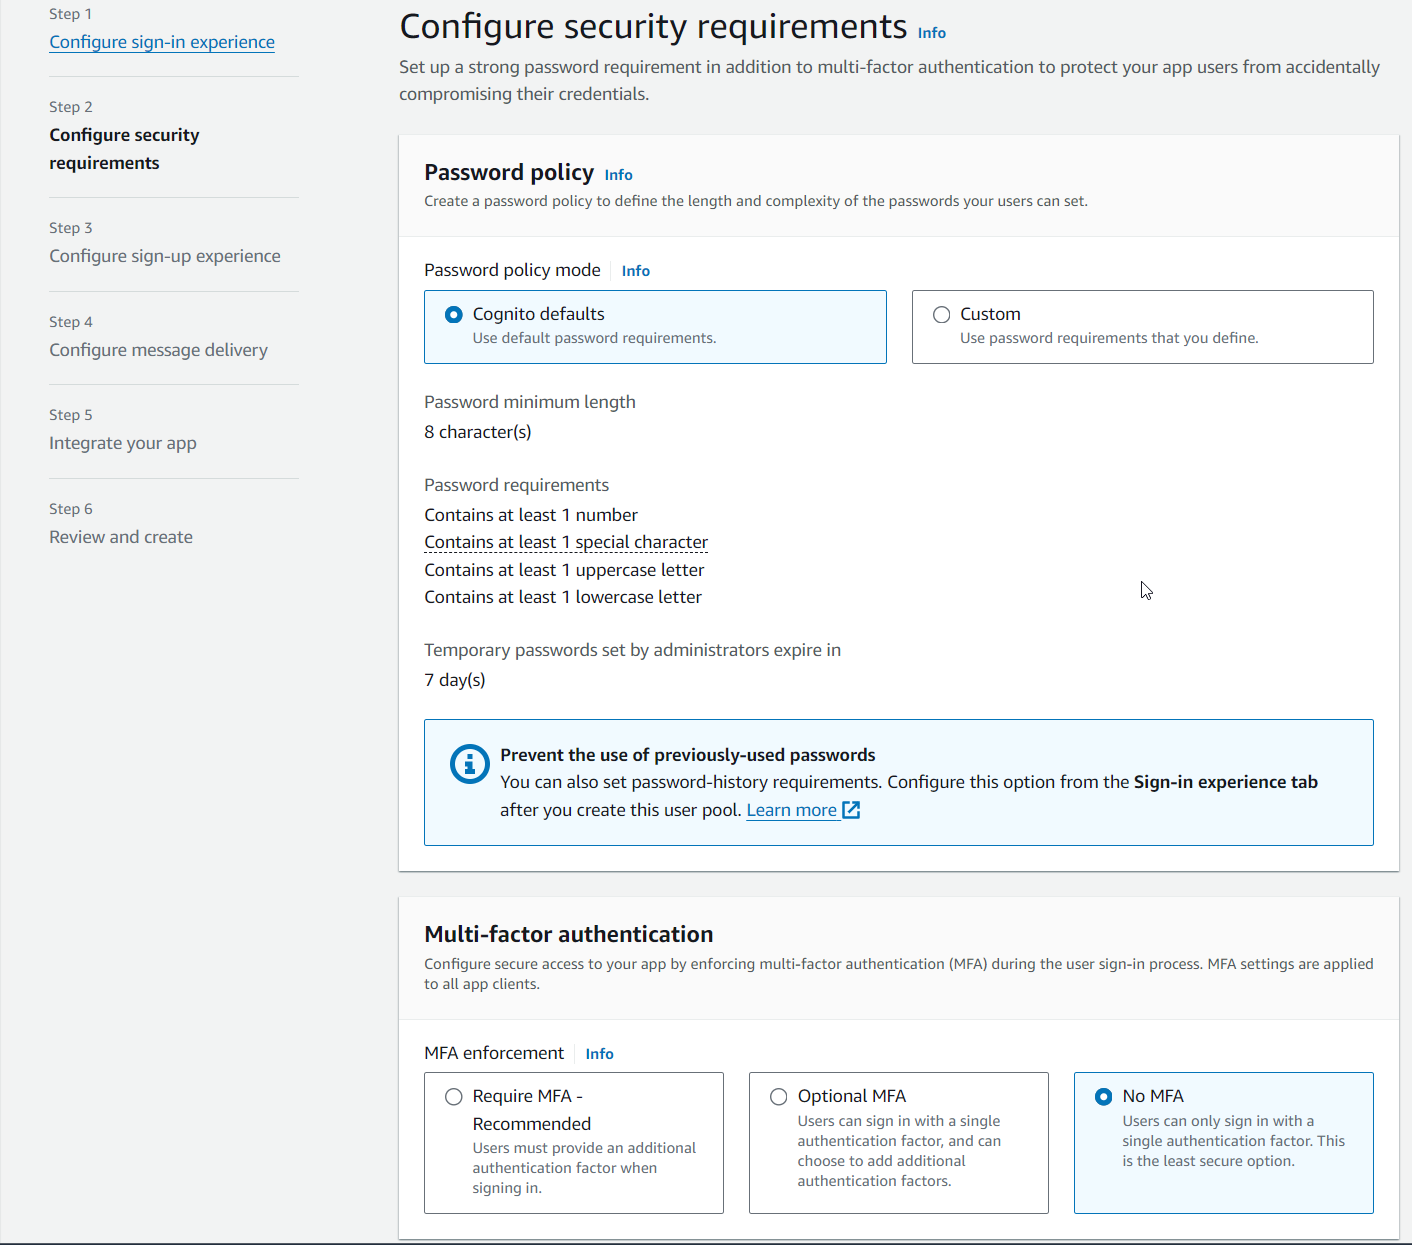 Step 1
Configure sign-in experience
Step 2
Configure security
requirements
Step 3
Configure sign-up experience
Step 4
Configure message delivery
Step 5
Integrate your app
Step 6
Review and create
Configure security requirements Info
Set up a strong password requirement in addition to multi-factor authentication to protect your app users from accidentally
compromising their credentials.
Password policy Info
Create a password policy to define the length and complexity of the passwords your users can set.
Password policy mode Info
Cognito defaults
Use default password requirements.
Custom
Use password requirements that you define.
Password minimum length
8 character(s)
Password requirements
Contains at least 1 number
Contains at least 1 special character
Contains at least 1 uppercase letter
Contains at least 1 lowercase letter
Temporary passwords set by administrators expire in
7 day(s)
Prevent the use of previously-used passwords
You can also set password-history requirements. Configure this option from the Sign-in experience tab
after you create this user pool. Learn more
Multi-factor authentication
Configure secure access to your app by enforcing multi-factor authentication (MFA) during the user sign-in process. MFA settings are applied
to all app clients.
MFA enforcement Info
Require MFA -
Recommended
Users must provide an additional
authentication factor when
signing in.
Optional MFA
Users can sign in with a single
authentication factor, and can
choose to add additional
authentication factors.
No MFA
Users can only sign in with a
single authentication factor. This
is the least secure option.